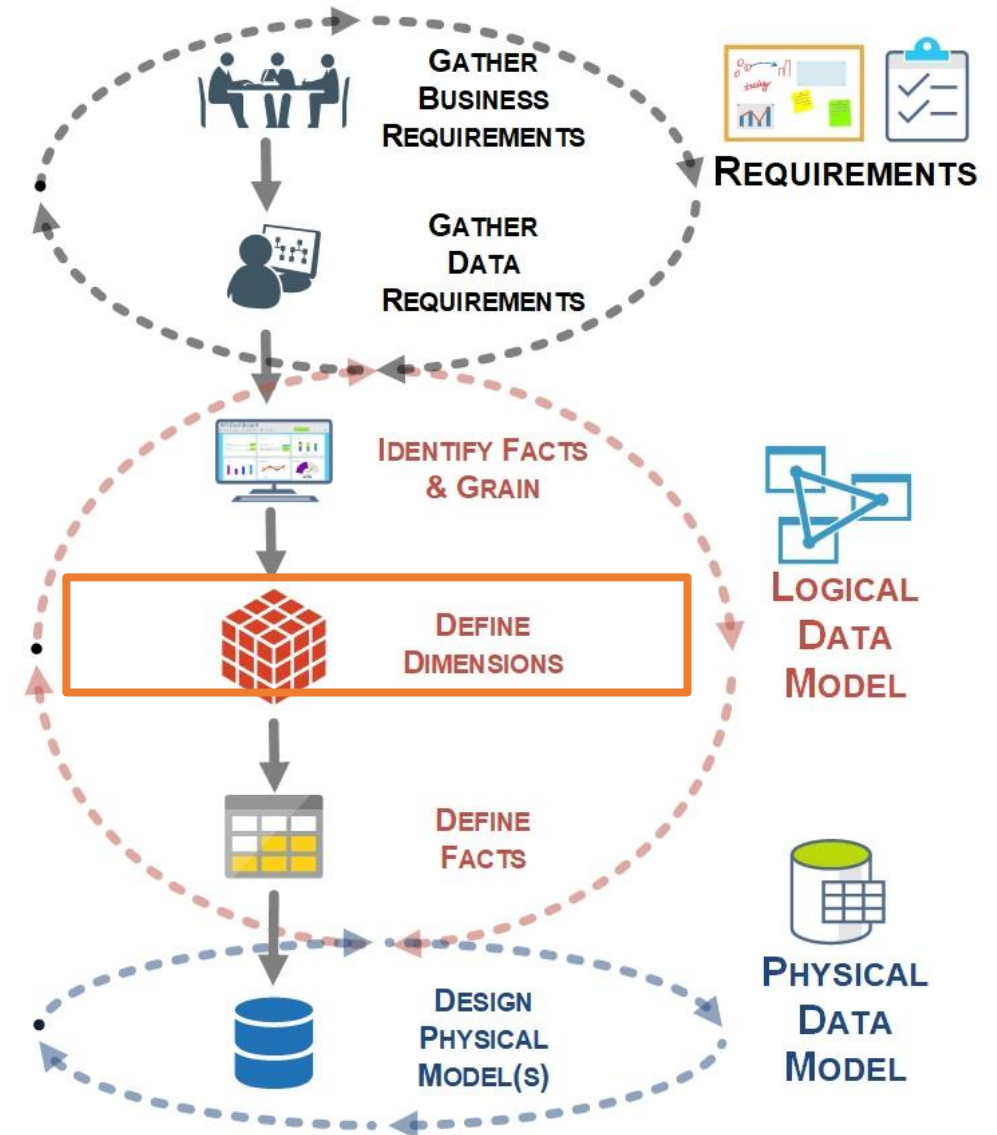 GATHER
BUSINESS
REQUIREMENTS
REQUIREMENTS
GATHER
DATA
REQUIREMENTS
IDENTIFY FACTS
& GRAIN
LOGICAL
DATA
MODEL
DEFINE
DIMENSIONS
DEFINE
FACTS
PHYSICAL
DATA
MODEL
DESIGN
PHYSICAL
MODEL(S)